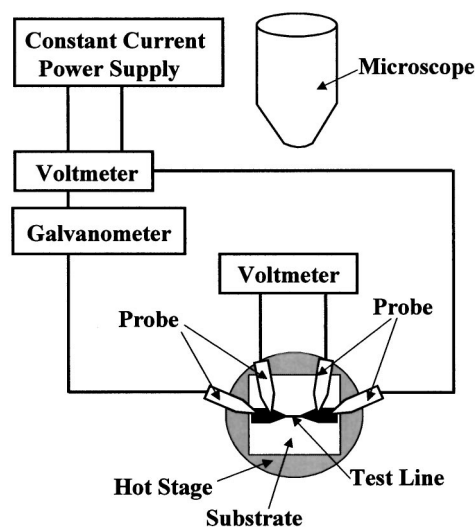 Constant Current
Power Supply
Microscope
Voltmeter
Galvanometer
Voltmeter
Probe
Probe
Hot Stage
Test Line
Substrate